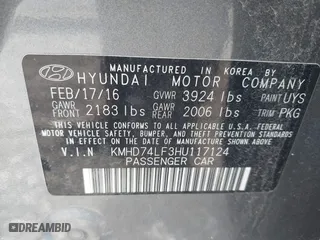 MANUFACTURED IN KOREA BY
HYUNDAI MOTOR COMPANY
FEB/17/16 GVWR 3924 lbs PAINT UYS
GAWR FRONT 2183 lbs GAWR REAR 2006 lbs TRIM PKG
THIS VEHICLE CONFORMS TO ALL APPLICABLE U.S. FEDERAL MOTOR VEHICLE
SAFETY, BUMPER, AND THEFT PREVENTION STANDARDS IN EFFECT ON
THE DATE OF MANUFACTURE SHOWN ABOVE.
V.I.N KMHD74LF3HU117124
PASSENGER CAR